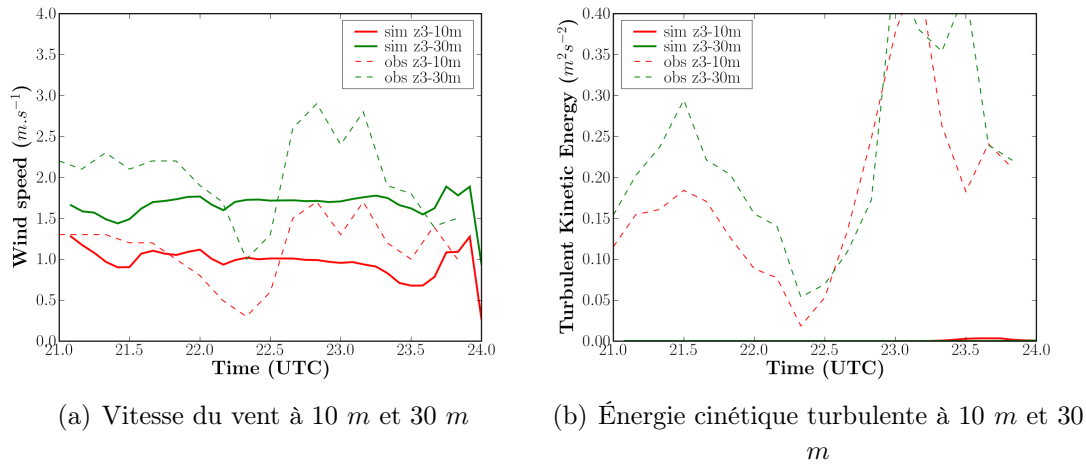 4.0
3.5
3.0
2.5
2.0
1.5
1.0
0.5
0.0
Wind speed (m.s⁻¹)
sim z3-10m
sim z3-30m
obs z3-10m
obs z3-30m
21.0 21.5 22.0 22.5 23.0 23.5 24.0
Time (UTC)
(a) Vitesse du vent à 10 m et 30 m
0.40
0.35
0.30
0.25
0.20
0.15
0.10
0.05
0.00
Turbulent Kinetic Energy (m²s⁻²)
sim z3-10m
sim z3-30m
obs z3-10m
obs z3-30m
21.0 21.5 22.0 22.5 23.0 23.5 24.0
Time (UTC)
(b) Énergie cinétique turbulente à 10 m et 30
m